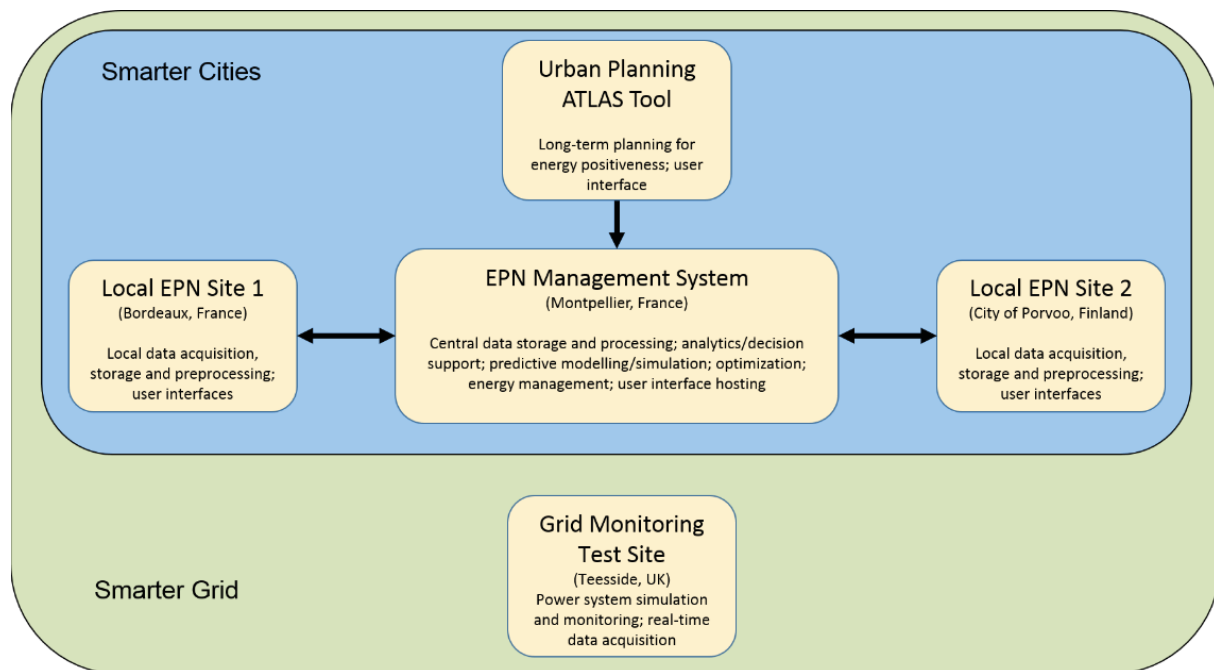 Smarter Cities
Urban Planning
ATLAS Tool
Long-term planning for
energy positiveness; user
interface
Local EPN Site 1
(Bordeaux, France)
Local data acquisition,
storage and preprocessing;
user interfaces
EPN Management System
(Montpellier, France)
Central data storage and processing; analytics/decision
support; predictive modelling/simulation; optimization;
energy management; user interface hosting
Local EPN Site 2
(City of Porvoo, Finland)
Local data acquisition,
storage and preprocessing;
user interfaces
Smarter Grid
Grid Monitoring
Test Site
(Teesside, UK)
Power system simulation
and monitoring; real-time
data acquisition